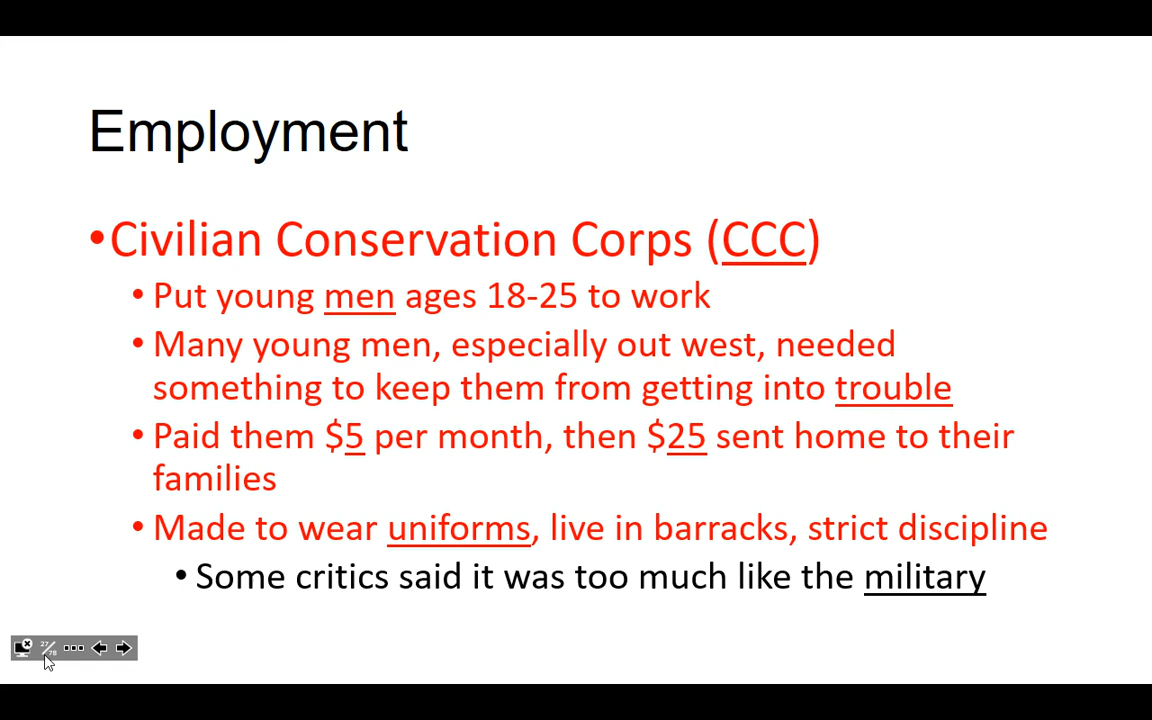 Employment
•Civilian Conservation Corps (CCC)
• Put young men ages 18-25 to work
• Many young men, especially out west, needed
something to keep them from getting into trouble
• Paid them $5 per month, then $25 sent home to their
families
• Made to wear uniforms, live in barracks, strict discipline
• Some critics said it was too much like the military
27/78